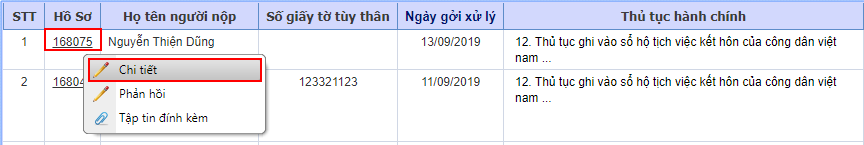 STT Hồ Sơ Họ tên người nộp Số giấy tờ tùy thân Ngày gởi xử lý Thủ tục hành chính
1 168075 Nguyễn Thiện Dũng 13/09/2019 12. Thủ tục ghi vào sổ hộ tịch việc kết hôn của công dân việt
nam ...
Chi tiết
2 123321123 11/09/2019 12. Thủ tục ghi vào sổ hộ tịch việc kết hôn của công dân việt
nam ...
Phản hồi
Tập tin đính kèm